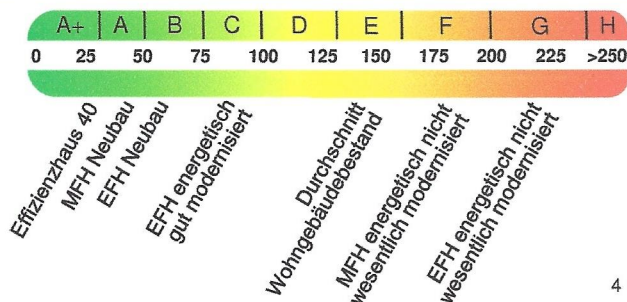 A+ A B C D E F G H
0 25 50 75 100 125 150 175 200 225 >250
Effizienzhaus 40
MFH Neubau
EFH Neubau
EFH energetisch
gut modernisiert
Durchschnitt
Wohngebäudebestand
MFH energetisch nicht
wesentlich modernisiert
EFH energetisch nicht
wesentlich modernisiert
4